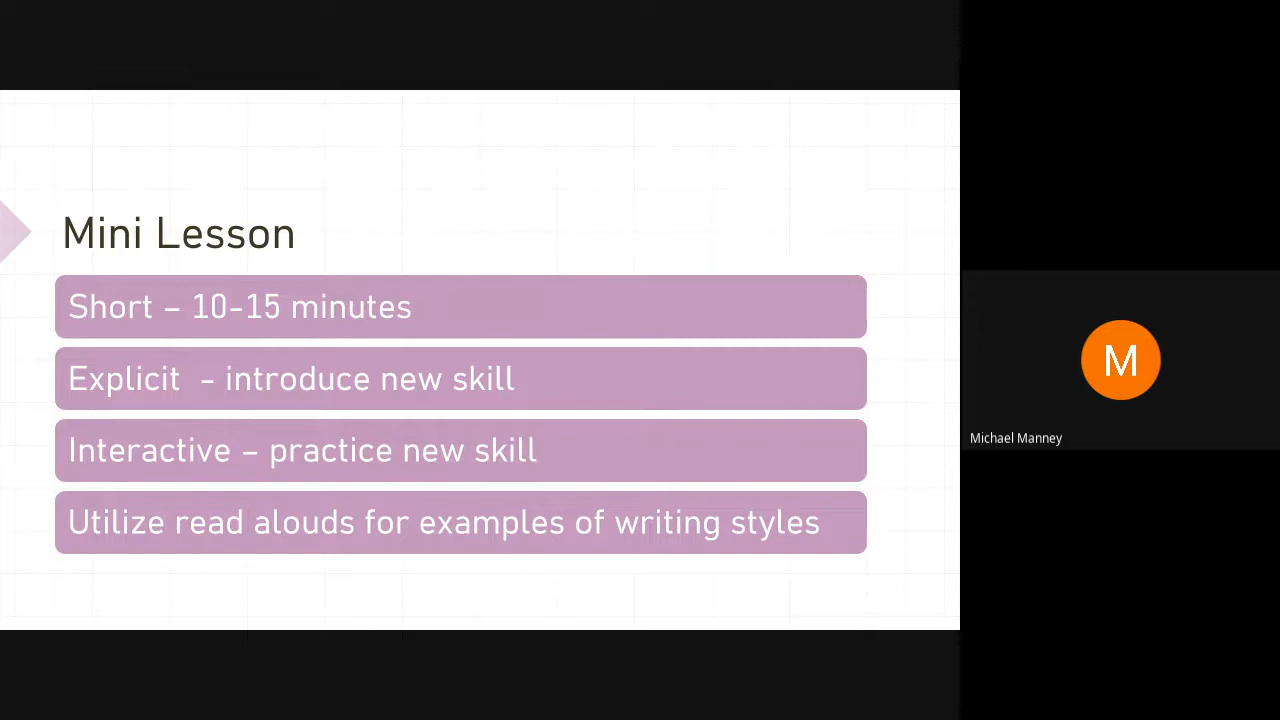 Mini Lesson
Short – 10-15 minutes
Explicit  - introduce new skill
Interactive – practice new skill
Utilize read alouds for examples of writing styles
M
Michael Manney